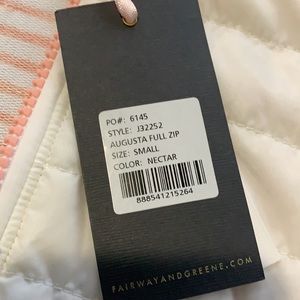 PO#: 6145
STYLE: J32252
AUGUSTA FULL ZIP
SIZE: SMALL
COLOR: NECTAR
888541215264
FAIRWAYANDGREENE.COM